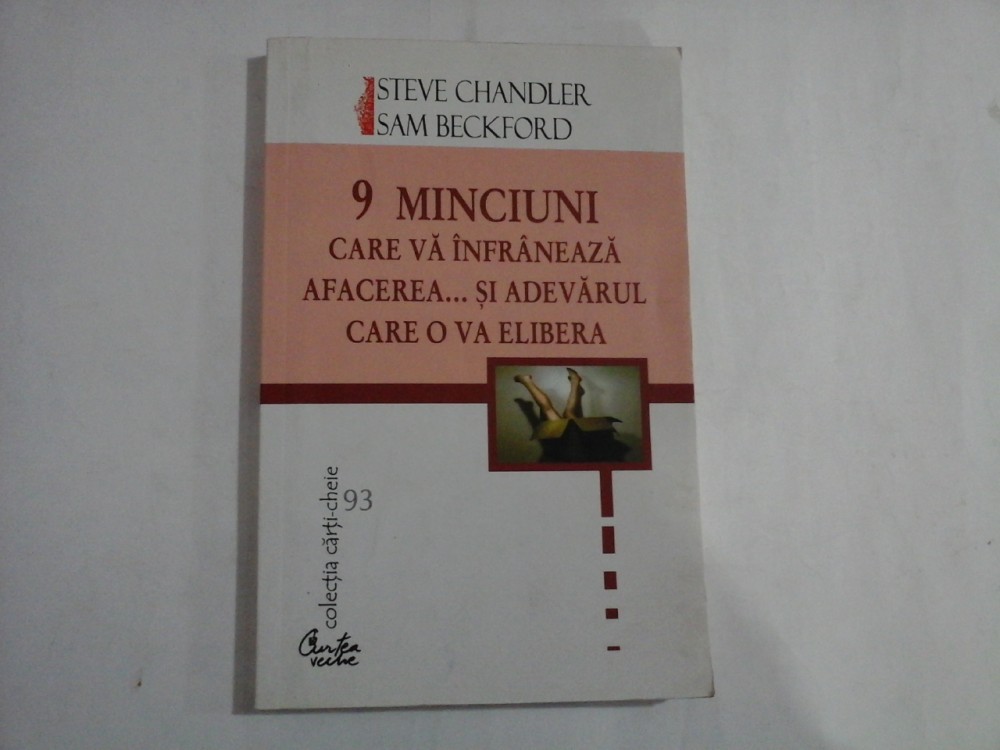 STEVE CHANDLER
SAM BECKFORD
9 MINCIUNI
CARE VĂ ÎNFRÂNEAZĂ
AFACEREA... ȘI ADEVĂRUL
CARE O VA ELIBERA
colecția cărți-cheie
93
Curtea
veche